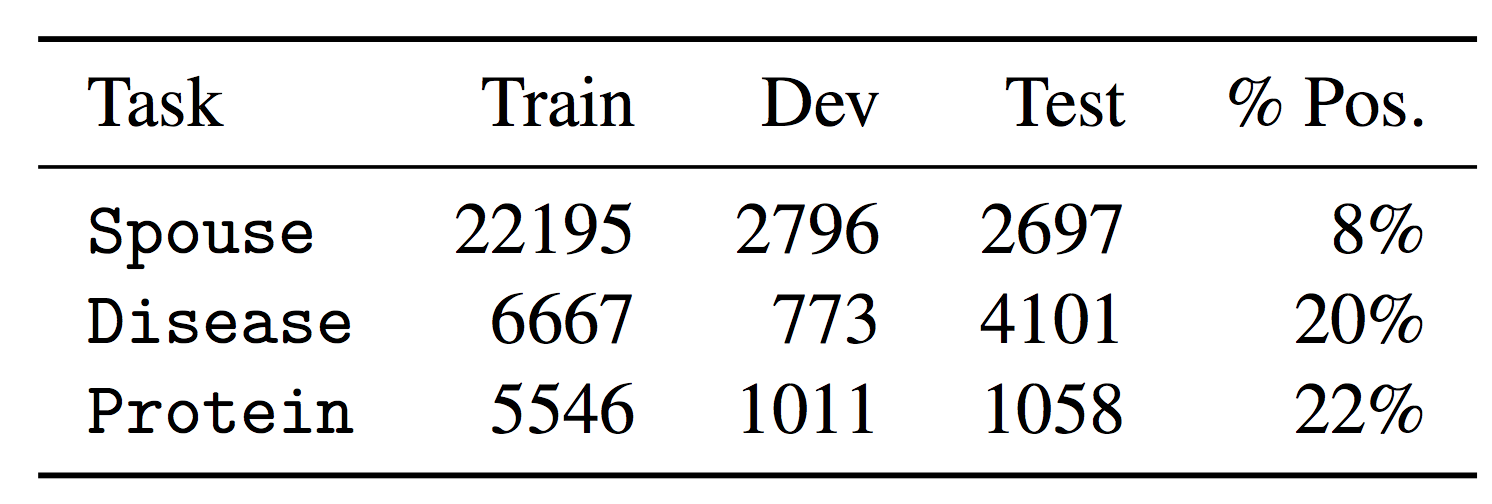 Task Train Dev Test % Pos.
Spouse 22195 2796 2697 8%
Disease 6667 773 4101 20%
Protein 5546 1011 1058 22%